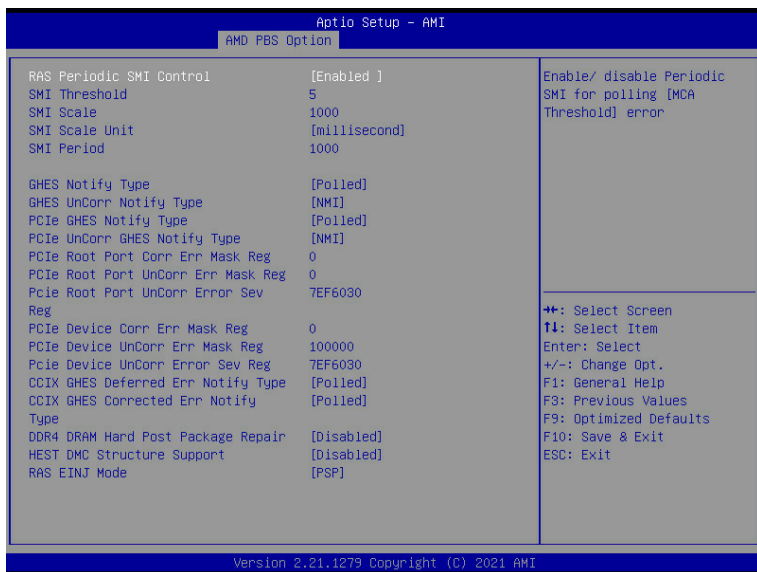 Aptio Setup – AMI
AMD PBS Option
RAS Periodic SMI Control [Enabled ]
SMI Threshold 5
SMI Scale 1000
SMI Scale Unit [millisecond]
SMI Period 1000
GHES Notify Type [Polled]
GHES UnCorr Notify Type [NMI]
PCIe GHES Notify Type [Polled]
PCIe UnCorr GHES Notify Type [NMI]
PCIe Root Port Corr Err Mask Reg 0
PCIe Root Port UnCorr Err Mask Reg 0
Pcie Root Port UnCorr Error Sev 7EF6030
Reg
PCIe Device Corr Err Mask Reg 0
PCIe Device UnCorr Err Mask Reg 100000
Pcie Device UnCorr Error Sev Reg 7EF6030
CCIX GHES Deferred Err Notify Type [Polled]
CCIX GHES Corrected Err Notify [Polled]
Type
DDR4 DRAM Hard Post Package Repair [Disabled]
HEST DMC Structure Support [Disabled]
RAS EINJ Mode [PSP]
Enable/ disable Periodic
SMI for polling [MCA
Threshold] error
→←: Select Screen
↑↓: Select Item
Enter: Select
+/-: Change Opt.
F1: General Help
F3: Previous Values
F9: Optimized Defaults
F10: Save & Exit
ESC: Exit
Version 2.21.1279 Copyright (C) 2021 AMI